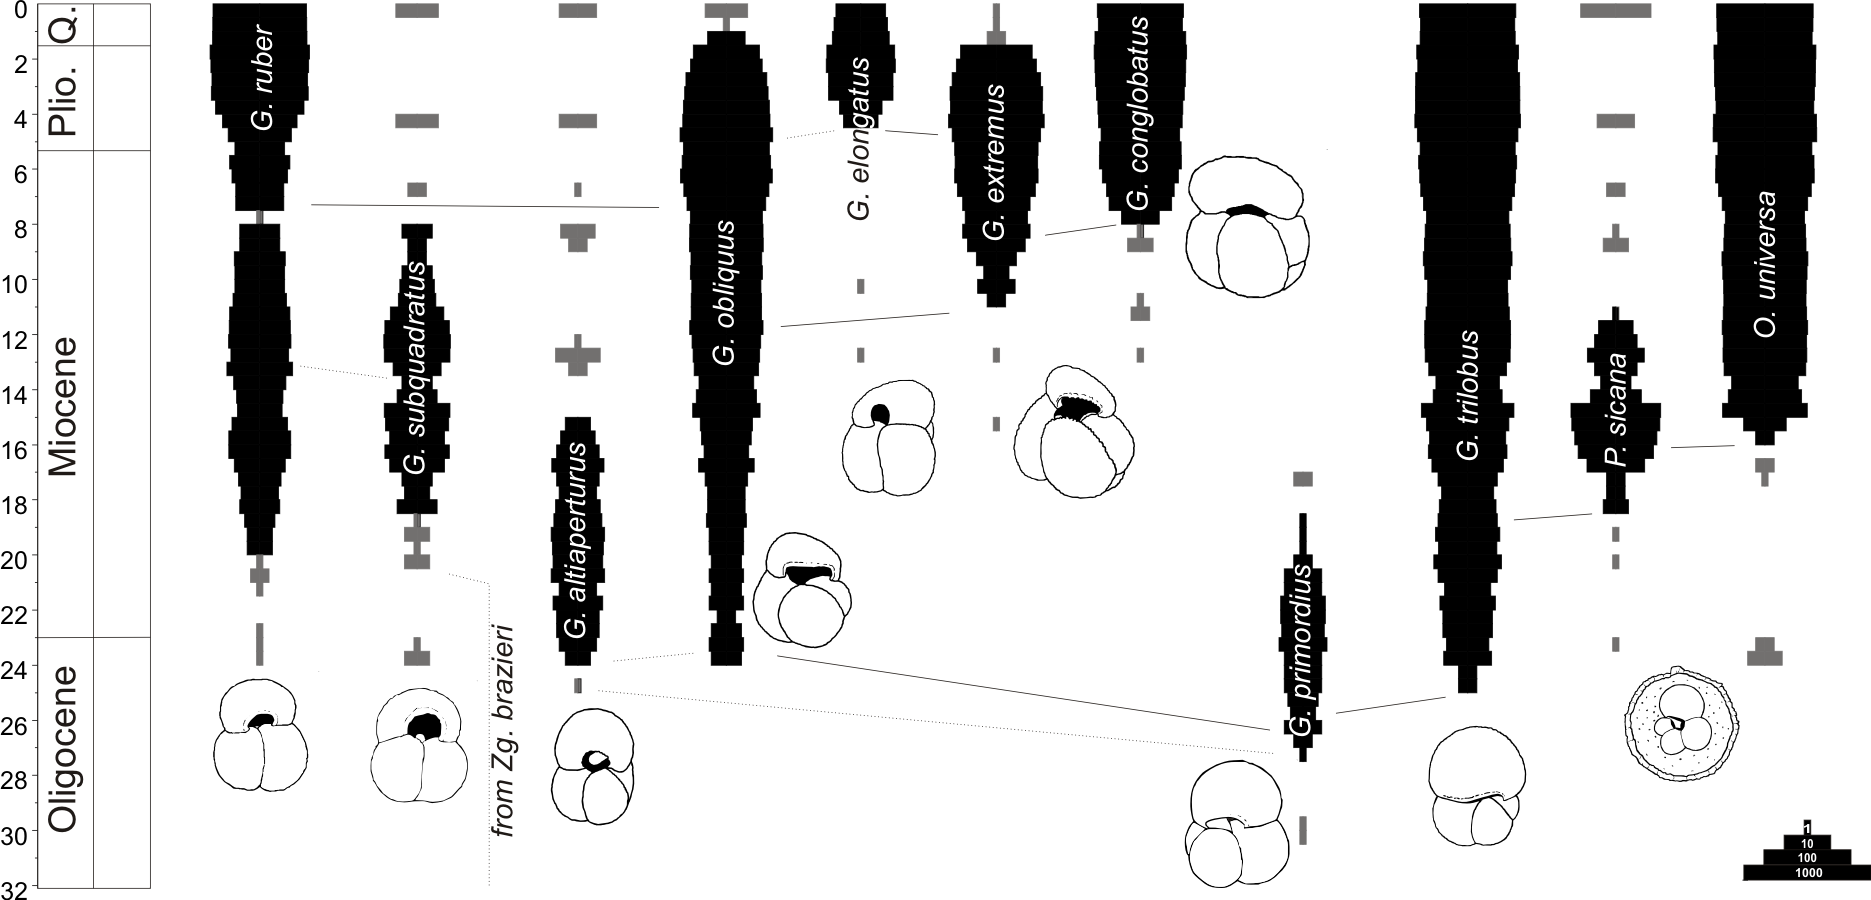 0
2
4
6
8
10
12
14
16
18
20
22
24
26
28
30
32
Q.
Plio.
Miocene
Oligocene
G. ruber
G. subquadratus
from Zg. brazieri
G. altiaperturus
G. obliquus
G. elongatus
G. extremus
G. conglobatus
G. primordius
G. trilobus
P. sicana
O. universa
1
10
100
1000